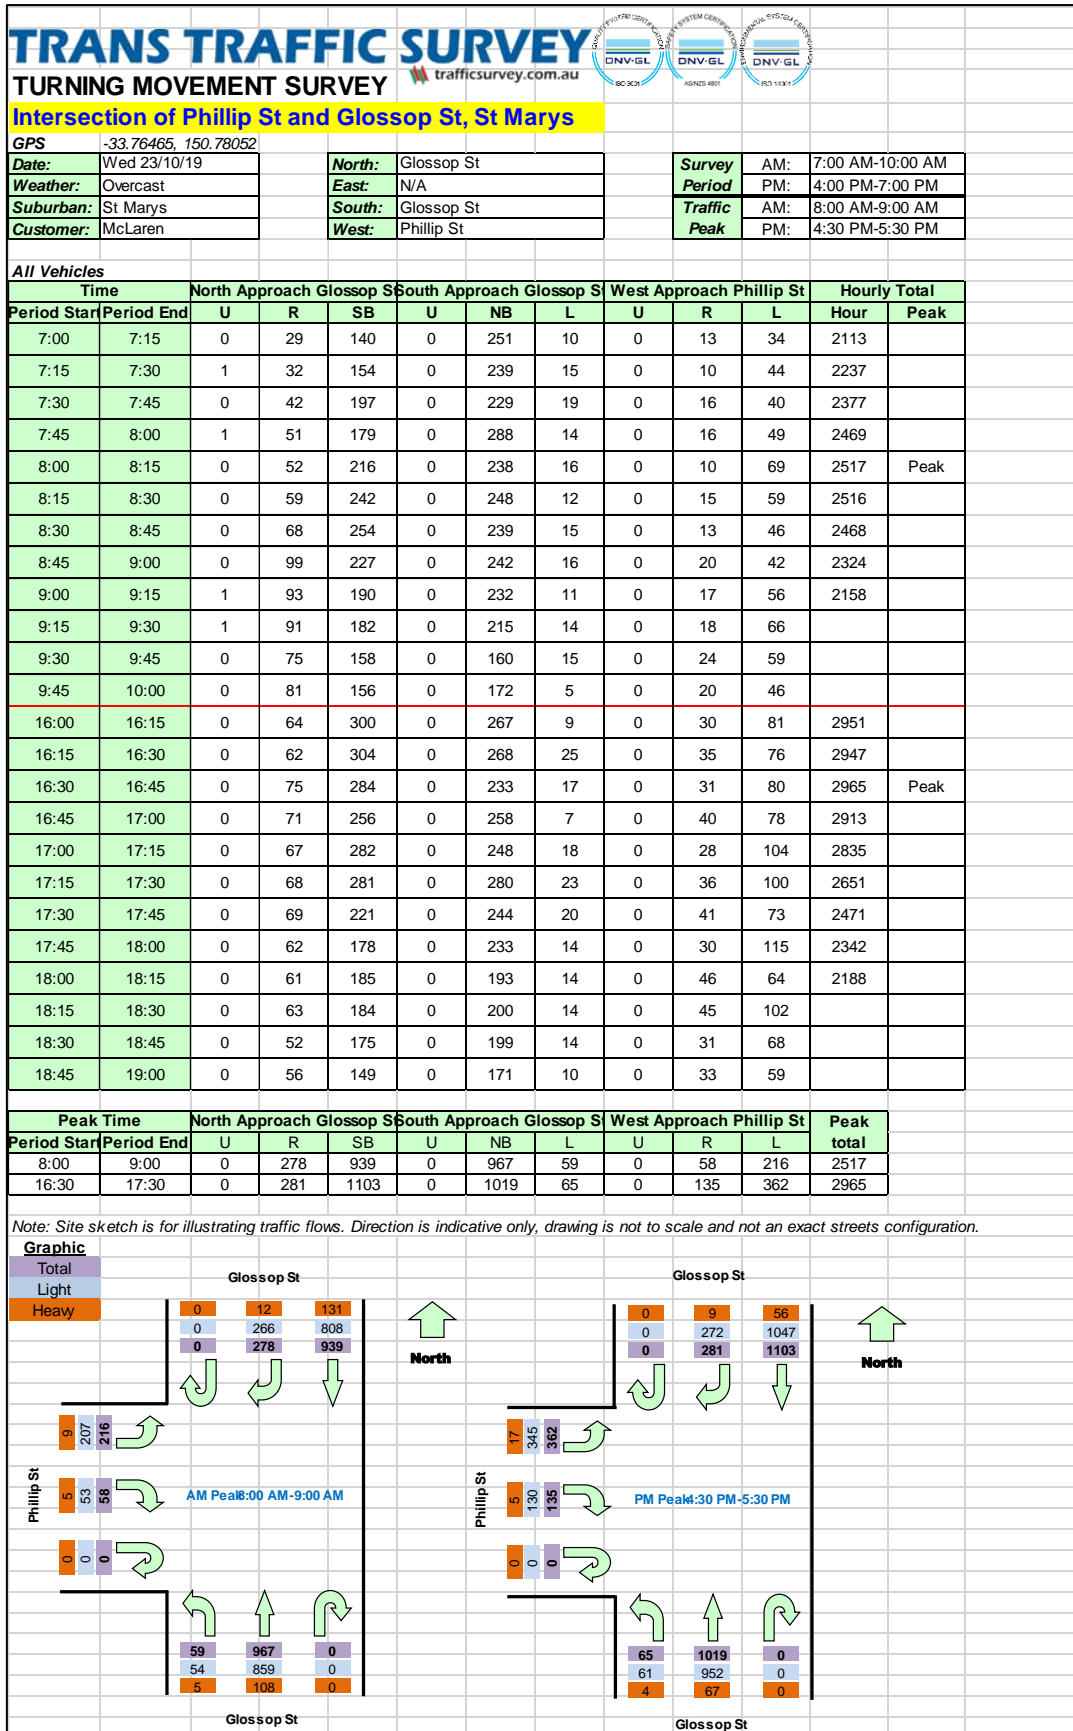 TRANS TRAFFIC SURVEY
trafficsurvey.com.au
DNV·GL DNV·GL DNV·GL
ISO 9001 AS/NZS 4801 ISO 14001
TURNING MOVEMENT SURVEY
Intersection of Phillip St and Glossop St, St Marys
GPS -33.76465, 150.78052
Date: Wed 23/10/19 North: Glossop St Survey AM: 7:00 AM-10:00 AM
Weather: Overcast East: N/A Period PM: 4:00 PM-7:00 PM
Suburban: St Marys South: Glossop St Traffic AM: 8:00 AM-9:00 AM
Customer: McLaren West: Phillip St Peak PM: 4:30 PM-5:30 PM
All Vehicles
Time North Approach Glossop St South Approach Glossop St West Approach Phillip St Hourly Total
Period Start Period End U R SB U NB L U R L Hour Peak
7:00 7:15 0 29 140 0 251 10 0 13 34 2113
7:15 7:30 1 32 154 0 239 15 0 10 44 2237
7:30 7:45 0 42 197 0 229 19 0 16 40 2377
7:45 8:00 1 51 179 0 288 14 0 16 49 2469
8:00 8:15 0 52 216 0 238 16 0 10 69 2517 Peak
8:15 8:30 0 59 242 0 248 12 0 15 59 2516
8:30 8:45 0 68 254 0 239 15 0 13 46 2468
8:45 9:00 0 99 227 0 242 16 0 20 42 2324
9:00 9:15 1 93 190 0 232 11 0 17 56 2158
9:15 9:30 1 91 182 0 215 14 0 18 66
9:30 9:45 0 75 158 0 160 15 0 24 59
9:45 10:00 0 81 156 0 172 5 0 20 46
16:00 16:15 0 64 300 0 267 9 0 30 81 2951
16:15 16:30 0 62 304 0 268 25 0 35 76 2947
16:30 16:45 0 75 284 0 233 17 0 31 80 2965 Peak
16:45 17:00 0 71 256 0 258 7 0 40 78 2913
17:00 17:15 0 67 282 0 248 18 0 28 104 2835
17:15 17:30 0 68 281 0 280 23 0 36 100 2651
17:30 17:45 0 69 221 0 244 20 0 41 73 2471
17:45 18:00 0 62 178 0 233 14 0 30 115 2342
18:00 18:15 0 61 185 0 193 14 0 46 64 2188
18:15 18:30 0 63 184 0 200 14 0 45 102
18:30 18:45 0 52 175 0 199 14 0 31 68
18:45 19:00 0 56 149 0 171 10 0 33 59
Peak Time North Approach Glossop St South Approach Glossop St West Approach Phillip St Peak
Period Start Period End U R SB U NB L U R L total
8:00 9:00 0 278 939 0 967 59 0 58 216 2517
16:30 17:30 0 281 1103 0 1019 65 0 135 362 2965
Note: Site sketch is for illustrating traffic flows. Direction is indicative only, drawing is not to scale and not an exact streets configuration.
Graphic
Total
Light
Heavy
Glossop St
0 12 131
0 266 808
0 278 939
North
9 207 216
Phillip St
5 53 58
AM Peak 8:00 AM-9:00 AM
0 0 0
59 967 0
54 859 0
5 108 0
Glossop St
Glossop St
0 9 56
0 272 1047
0 281 1103
North
17 345 362
Phillip St
5 130 135
PM Peak 4:30 PM-5:30 PM
0 0 0
65 1019 0
61 952 0
4 67 0
Glossop St